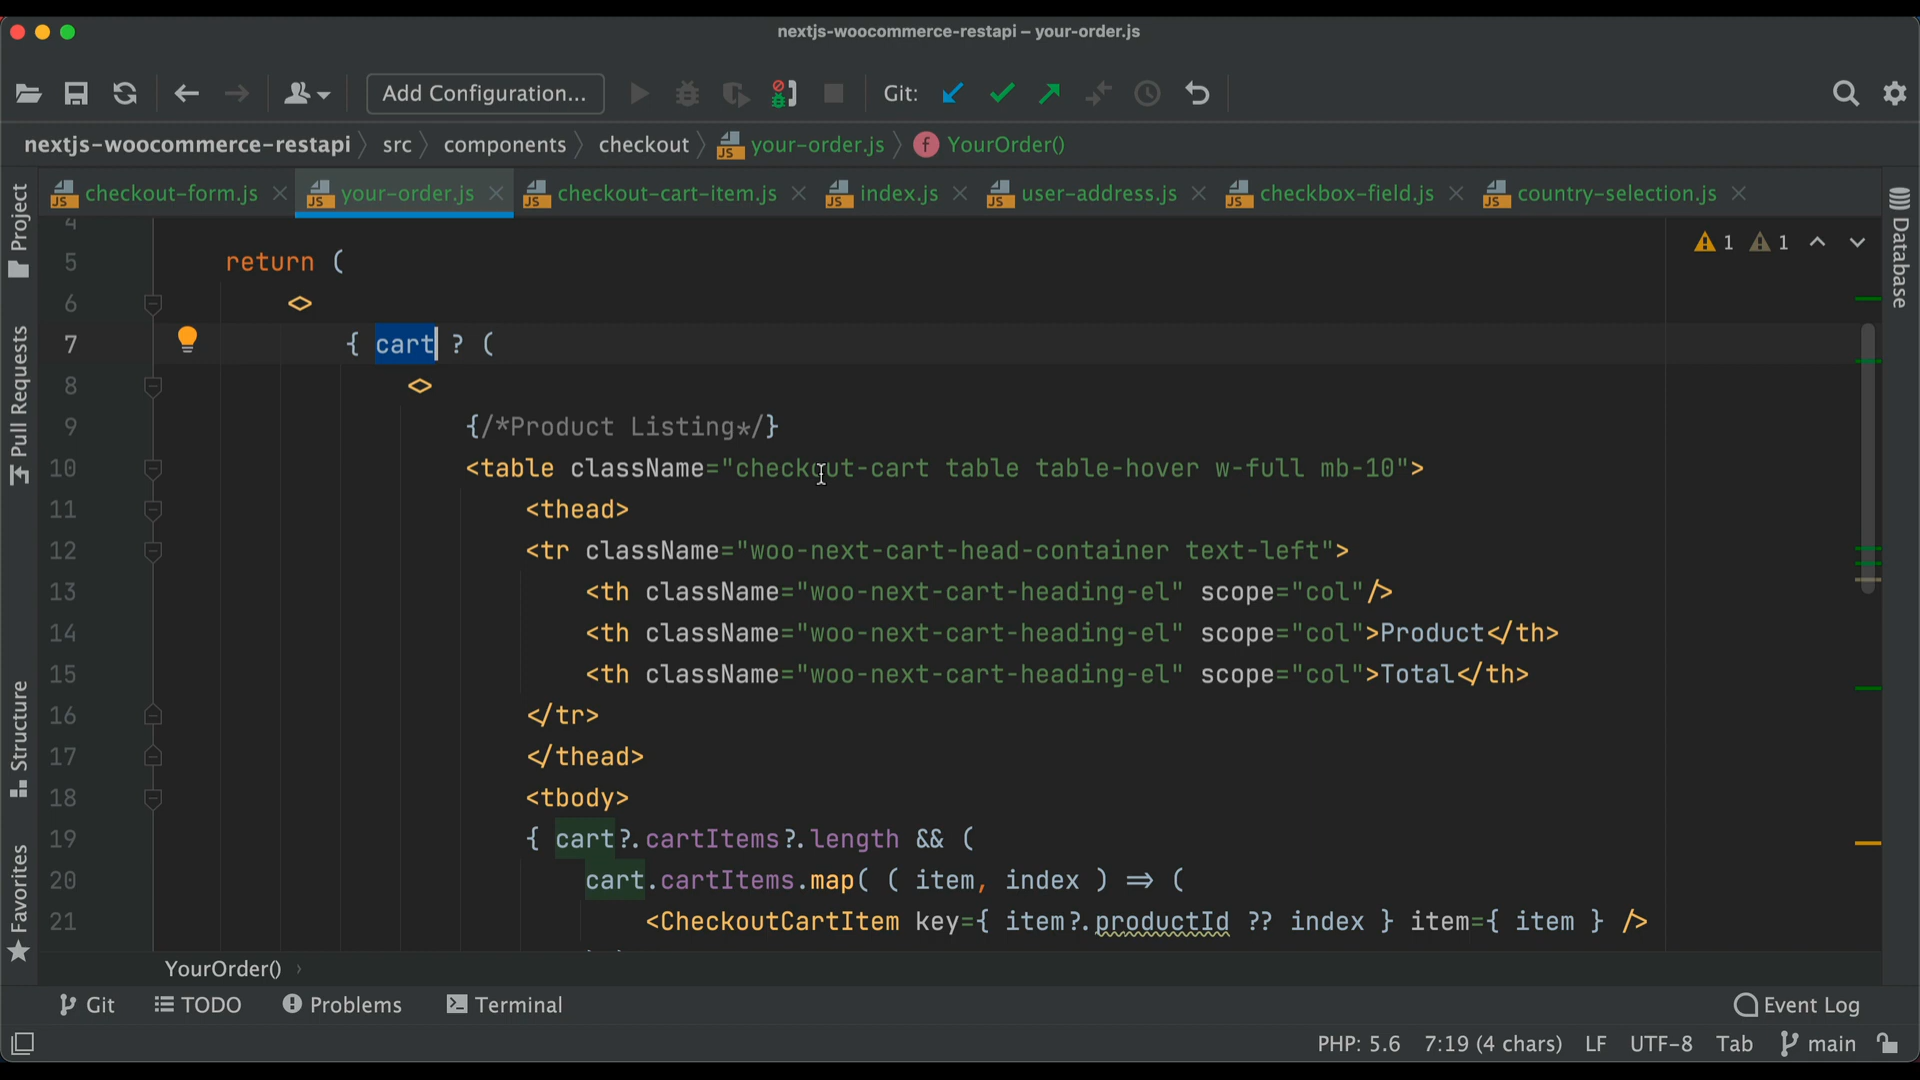 nextjs-woocommerce-restapi – your-order.js
Add Configuration...
Git:
nextjs-woocommerce-restapi
src
components
checkout
JS your-order.js
f YourOrder()
JS checkout-form.js
JS your-order.js
JS checkout-cart-item.js
JS index.js
JS user-address.js
JS checkbox-field.js
JS country-selection.js
Project
Pull Requests
Structure
Favorites
Database
1 1
4
5 return (
6 <>
7 { cart ? (
8 <>
9 {/*Product Listing*/}
10 <table className="checkout-cart table table-hover w-full mb-10">
11 <thead>
12 <tr className="woo-next-cart-head-container text-left">
13 <th className="woo-next-cart-heading-el" scope="col"/>
14 <th className="woo-next-cart-heading-el" scope="col">Product</th>
15 <th className="woo-next-cart-heading-el" scope="col">Total</th>
16 </tr>
17 </thead>
18 <tbody>
19 { cart?.cartItems?.length && (
20 cart.cartItems.map( ( item, index ) => (
21 <CheckoutCartItem key={ item?.productId ?? index } item={ item } />
YourOrder()
Git
TODO
Problems
Terminal
Event Log
PHP: 5.6 7:19 (4 chars) LF UTF-8 Tab main